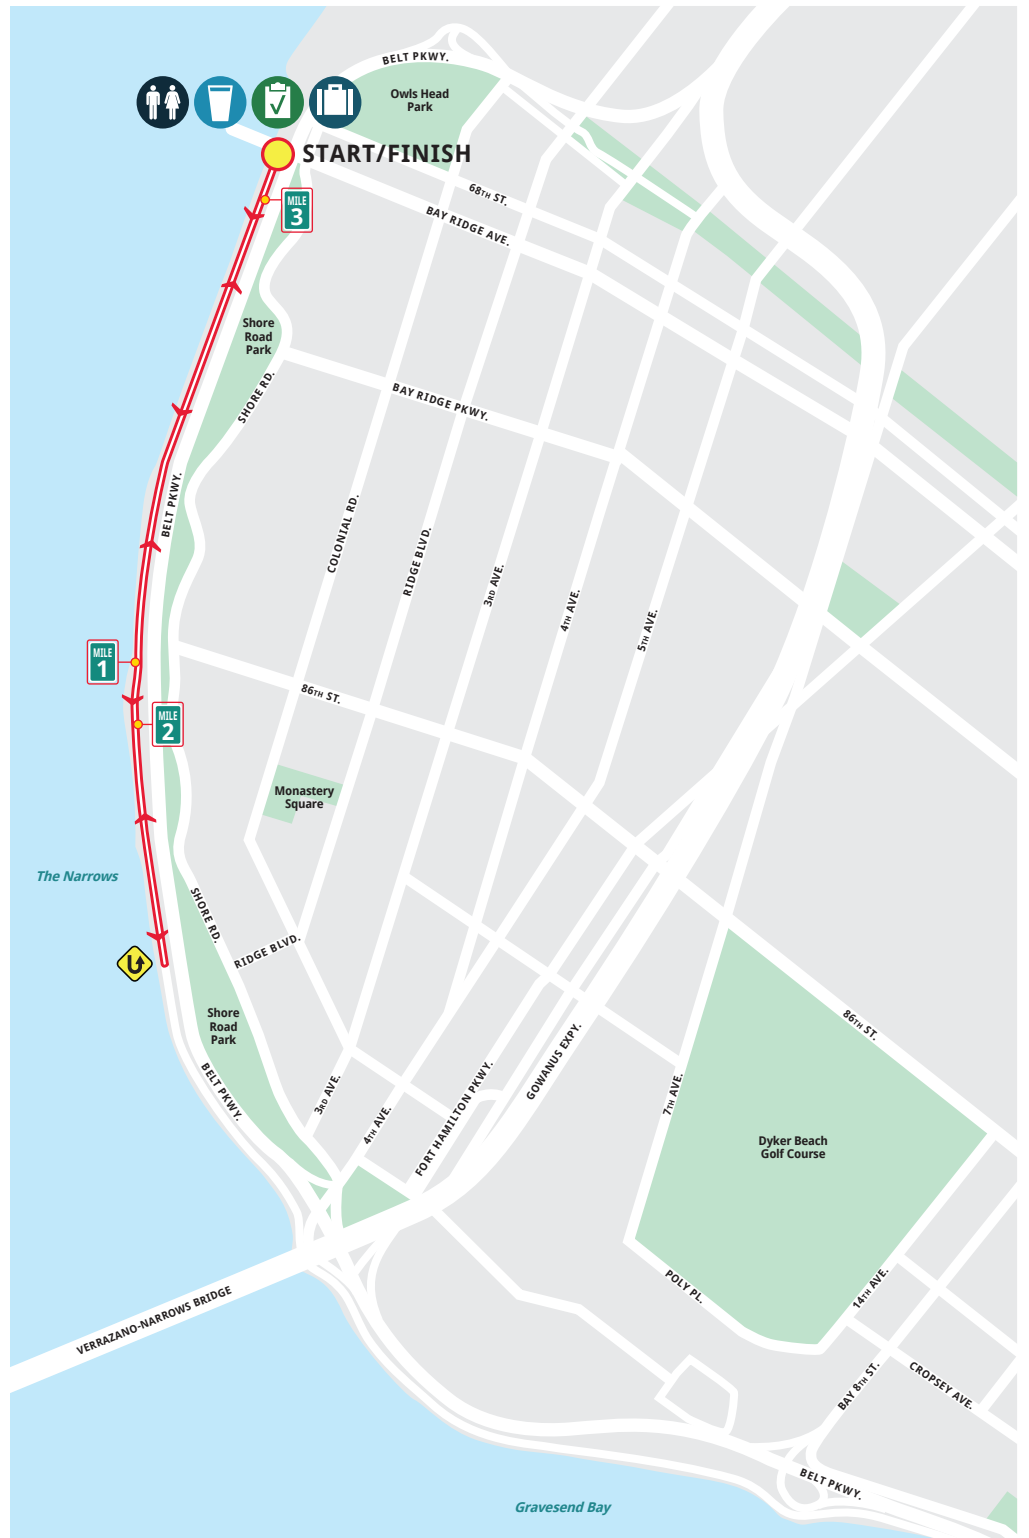 BELT PKWY.
Owls Head
Park
START/FINISH
68TH ST.
MILE
3
BAY RIDGE AVE.
Shore
Road
Park
SHORE RD.
BAY RIDGE PKWY.
BELT PKWY.
COLONIAL RD.
RIDGE BLVD.
3RD AVE.
4TH AVE.
5TH AVE.
MILE
1
86TH ST.
MILE
2
Monastery
Square
The Narrows
SHORE RD.
RIDGE BLVD.
Shore
Road
Park
86TH ST.
GOWANUS EXPY.
BELT PKWY.
3RD AVE.
4TH AVE.
FORT HAMILTON PKWY.
7TH AVE.
Dyker Beach
Golf Course
POLY PL.
14TH AVE.
VERRAZANO-NARROWS BRIDGE
BAY 8TH ST.
CROPSEY AVE.
BELT PKWY.
Gravesend Bay